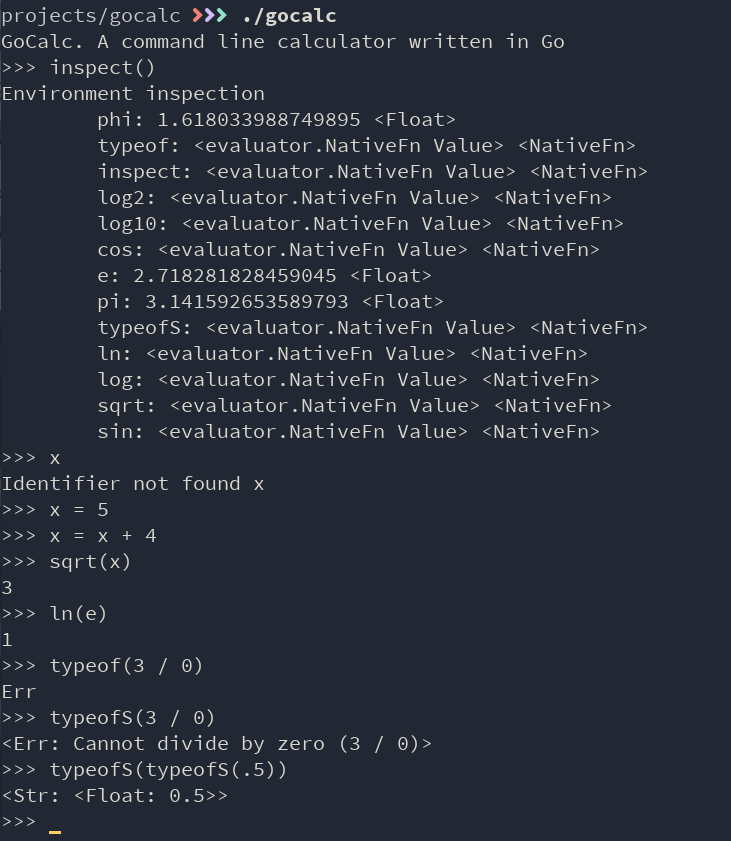 projects/gocalc ❯❯❯ ./gocalc
GoCalc. A command line calculator written in Go
>>> inspect()
Environment inspection
phi: 1.618033988749895 <Float>
typeof: <evaluator.NativeFn Value> <NativeFn>
inspect: <evaluator.NativeFn Value> <NativeFn>
log2: <evaluator.NativeFn Value> <NativeFn>
log10: <evaluator.NativeFn Value> <NativeFn>
cos: <evaluator.NativeFn Value> <NativeFn>
e: 2.718281828459045 <Float>
pi: 3.141592653589793 <Float>
typeofS: <evaluator.NativeFn Value> <NativeFn>
ln: <evaluator.NativeFn Value> <NativeFn>
log: <evaluator.NativeFn Value> <NativeFn>
sqrt: <evaluator.NativeFn Value> <NativeFn>
sin: <evaluator.NativeFn Value> <NativeFn>
>>> x
Identifier not found x
>>> x = 5
>>> x = x + 4
>>> sqrt(x)
3
>>> ln(e)
1
>>> typeof(3 / 0)
Err
>>> typeofS(3 / 0)
<Err: Cannot divide by zero (3 / 0)>
>>> typeofS(typeofS(.5))
<Str: <Float: 0.5>>
>>>